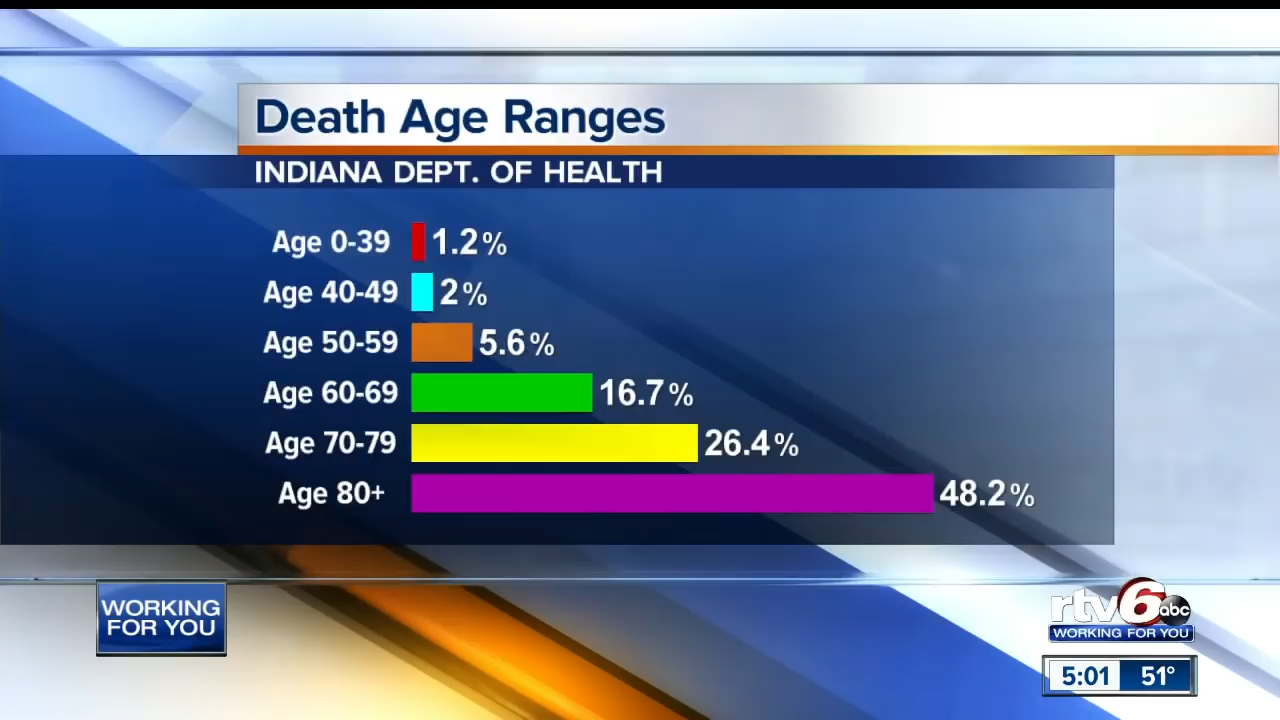 Death Age Ranges
INDIANA DEPT. OF HEALTH
Age 0-39 1.2%
Age 40-49 2%
Age 50-59 5.6%
Age 60-69 16.7%
Age 70-79 26.4%
Age 80+ 48.2%
WORKING
FOR YOU
rtv6 abc
WORKING FOR YOU
5:01 51°